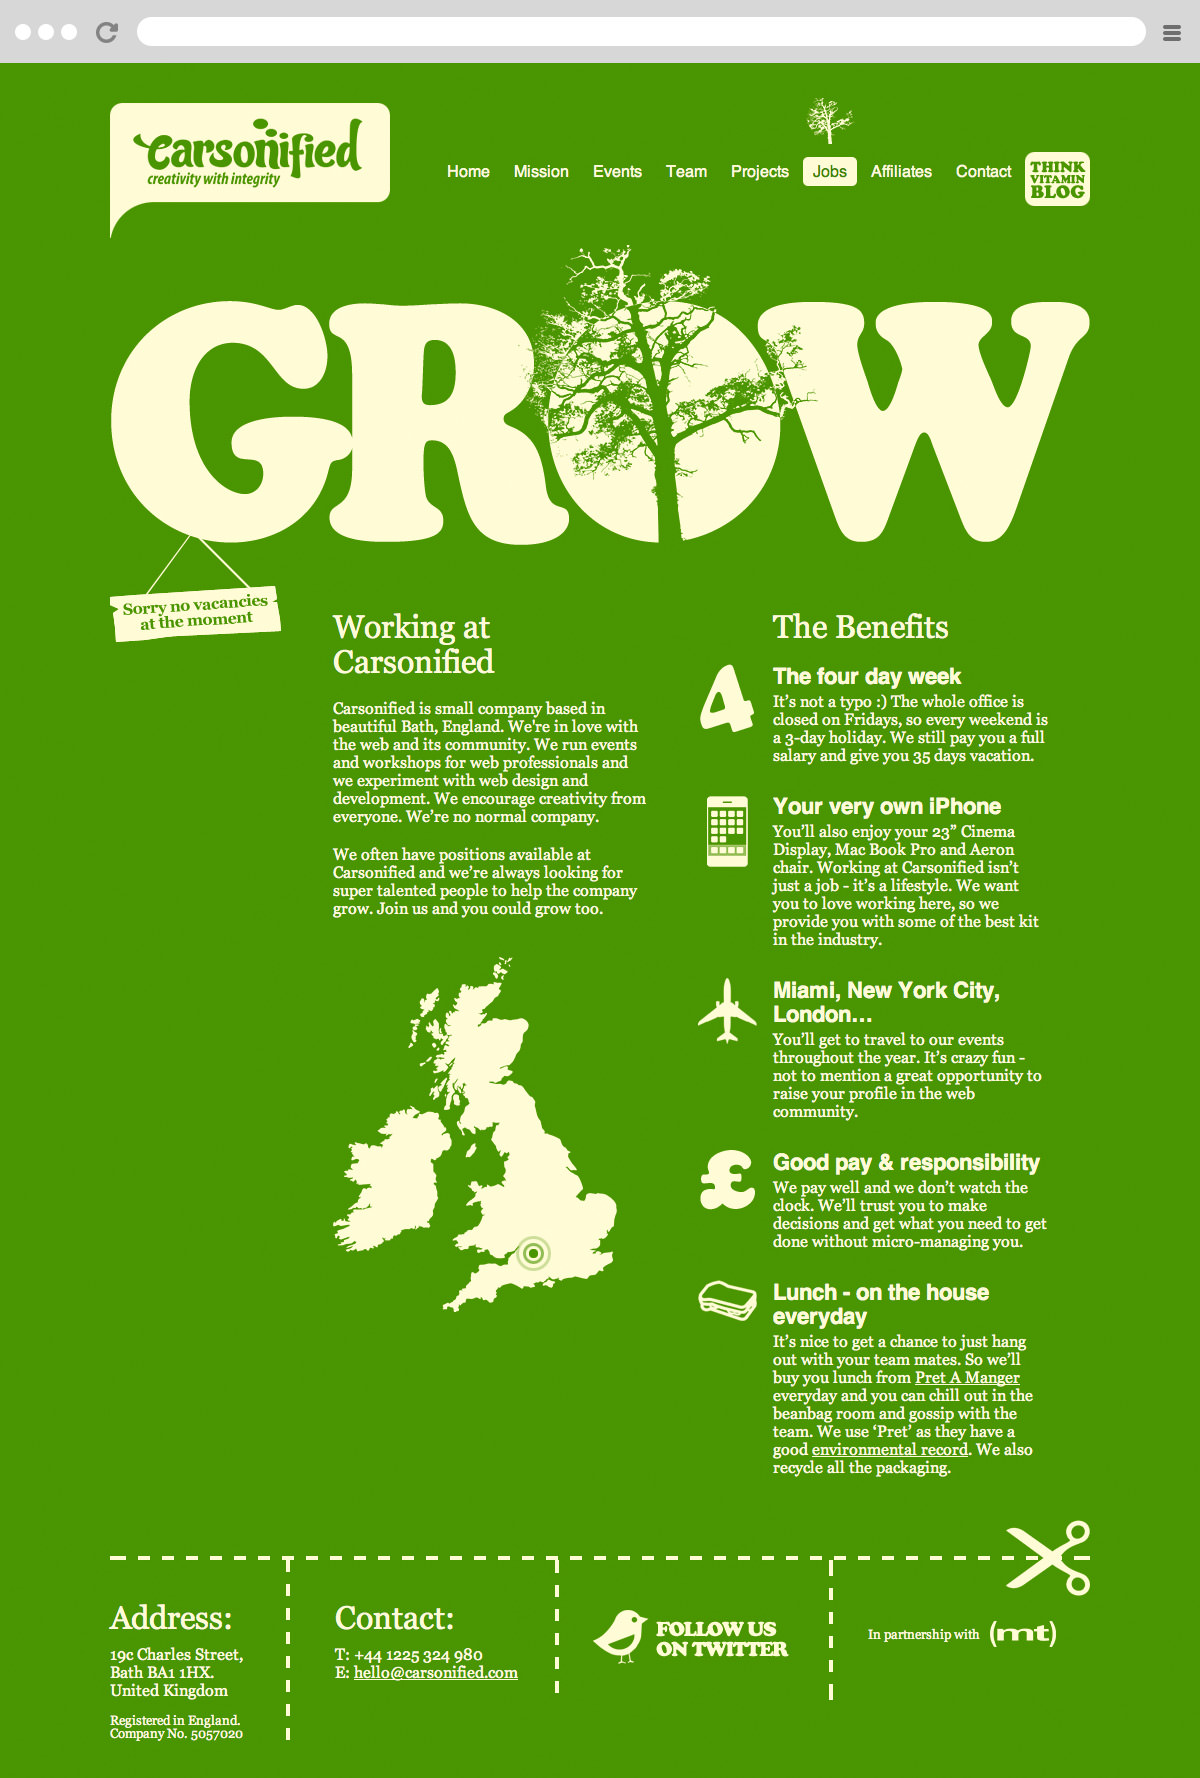 Carsonified
creativity with integrity
Home Mission Events Team Projects Jobs Affiliates Contact
THINK
VITAMIN
BLOG
GROW
Sorry no vacancies
at the moment
Working at
Carsonified
Carsonified is small company based in
beautiful Bath, England. We're in love with
the web and its community. We run events
and workshops for web professionals and
we experiment with web design and
development. We encourage creativity from
everyone. We're no normal company.
We often have positions available at
Carsonified and we're always looking for
super talented people to help the company
grow. Join us and you could grow too.
The Benefits
4
The four day week
It's not a typo :) The whole office is
closed on Fridays, so every weekend is
a 3-day holiday. We still pay you a full
salary and give you 35 days vacation.
Your very own iPhone
You'll also enjoy your 23” Cinema
Display, Mac Book Pro and Aeron
chair. Working at Carsonified isn't
just a job - it's a lifestyle. We want
you to love working here, so we
provide you with some of the best kit
in the industry.
Miami, New York City,
London...
You'll get to travel to our events
throughout the year. It's crazy fun -
not to mention a great opportunity to
raise your profile in the web
community.
£
Good pay & responsibility
We pay well and we don't watch the
clock. We'll trust you to make
decisions and get what you need to get
done without micro-managing you.
Lunch - on the house
everyday
It's nice to get a chance to just hang
out with your team mates. So we'll
buy you lunch from Pret A Manger
everyday and you can chill out in the
beanbag room and gossip with the
team. We use ‘Pret’ as they have a
good environmental record. We also
recycle all the packaging.
Address:
19c Charles Street,
Bath BA1 1HX.
United Kingdom
Registered in England.
Company No. 5057020
Contact:
T: +44 1225 324 980
E: hello@carsonified.com
FOLLOW US
ON TWITTER
In partnership with (mt)